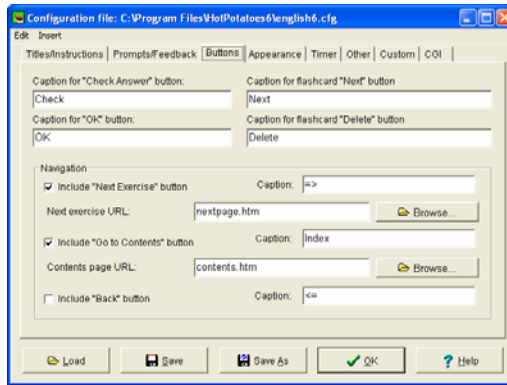 Configuration file: C:\Program Files\HotPotatoes6\english6.cfg
Edit Insert
Titles/Instructions Prompts/Feedback Buttons Appearance Timer Other Custom CGI
Caption for "Check Answer" button: Caption for flashcard "Next" button
Check Next
Caption for "OK" button: Caption for flashcard "Delete" button
OK Delete
Navigation
Include "Next Exercise" button Caption: =>
Next exercise URL: nextpage.htm Browse...
Include "Go to Contents" button Caption: Index
Contents page URL: contents.htm Browse...
Include "Back" button Caption: <=
Load Save Save As OK Help